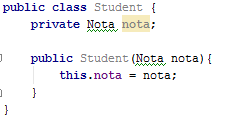 public class Student {
private Nota nota;
public Student(Nota nota){
this.nota = nota;
}
}